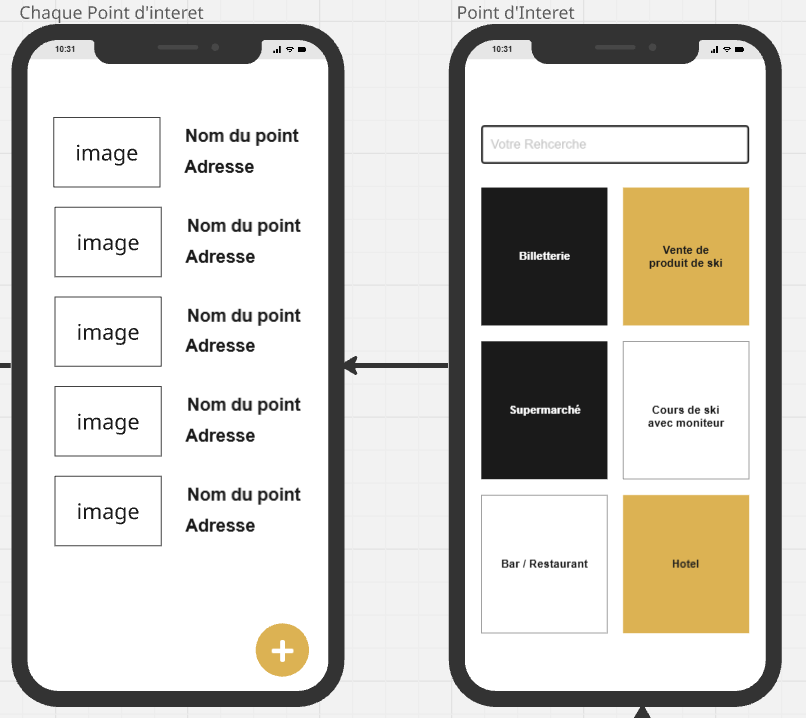 Chaque Point d'interet
10:31
image
Nom du point
Adresse
image
Nom du point
Adresse
image
Nom du point
Adresse
image
Nom du point
Adresse
image
Nom du point
Adresse
Point d'Interet
10:31
Votre Rehcerche
Billetterie
Vente de
produit de ski
Supermarché
Cours de ski
avec moniteur
Bar / Restaurant
Hotel